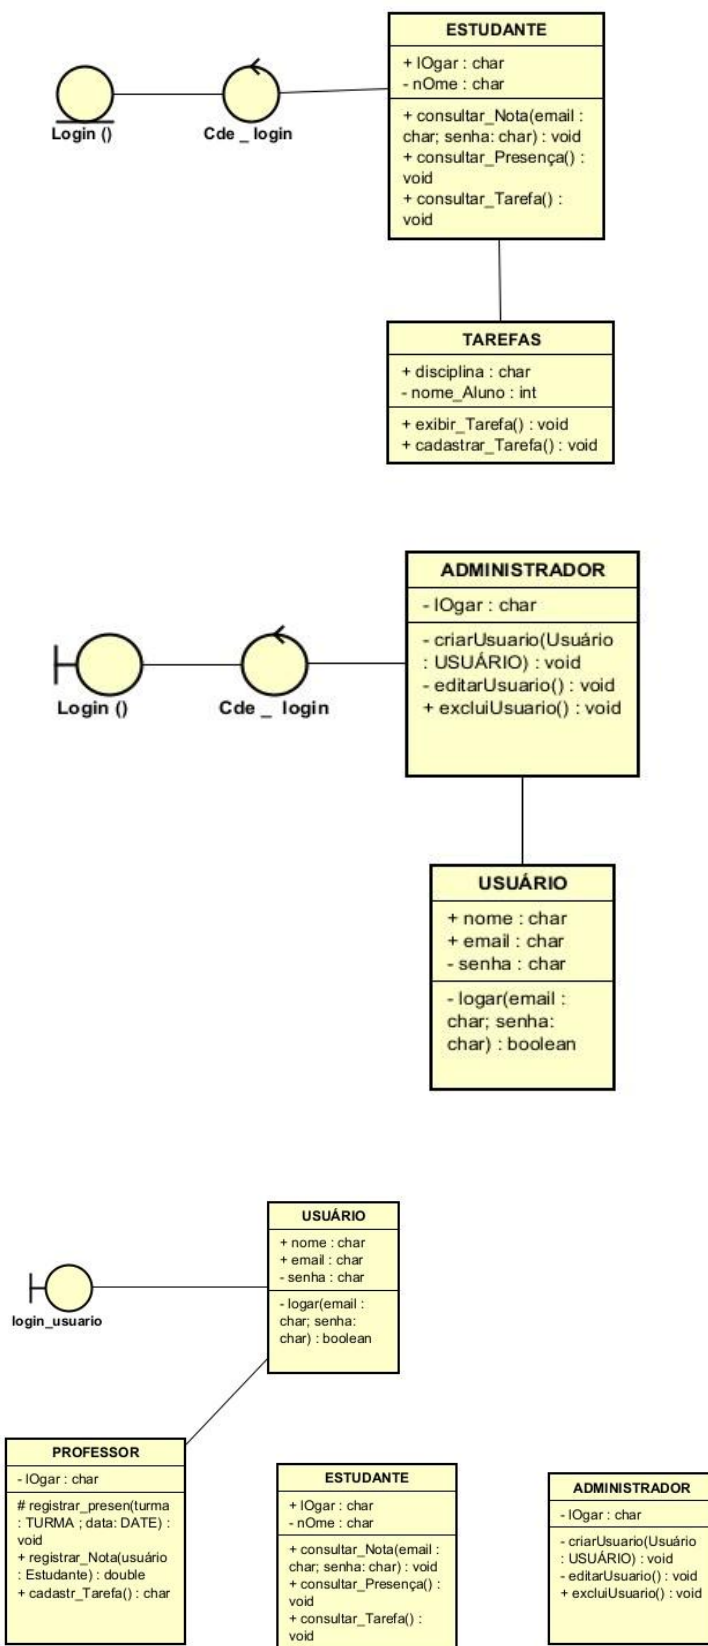 ESTUDANTE
+ lOgar : char
- nOme : char
+ consultar_Nota(email :
char; senha: char) : void
+ consultar_Presença() :
void
+ consultar_Tarefa() :
void
Login ()
Cde _ login
TAREFAS
+ disciplina : char
- nome_Aluno : int
+ exibir_Tarefa() : void
+ cadastrar_Tarefa() : void
ADMINISTRADOR
- lOgar : char
- criarUsuario(Usuário
: USUÁRIO) : void
- editarUsuario() : void
+ excluiUsuario() : void
Login ()
Cde _ login
USUÁRIO
+ nome : char
+ email : char
- senha : char
- logar(email :
char; senha:
char) : boolean
USUÁRIO
+ nome : char
+ email : char
- senha : char
- logar(email :
char; senha:
char) : boolean
login_usuario
PROFESSOR
- lOgar : char
# registrar_presen(turma
: TURMA ; data: DATE) :
void
+ registrar_Nota(usuário
: Estudante) : double
+ cadastr_Tarefa() : char
ESTUDANTE
+ lOgar : char
- nOme : char
+ consultar_Nota(email :
char; senha: char) : void
+ consultar_Presença() :
void
+ consultar_Tarefa() :
void
ADMINISTRADOR
- lOgar : char
- criarUsuario(Usuário
: USUÁRIO) : void
- editarUsuario() : void
+ excluiUsuario() : void